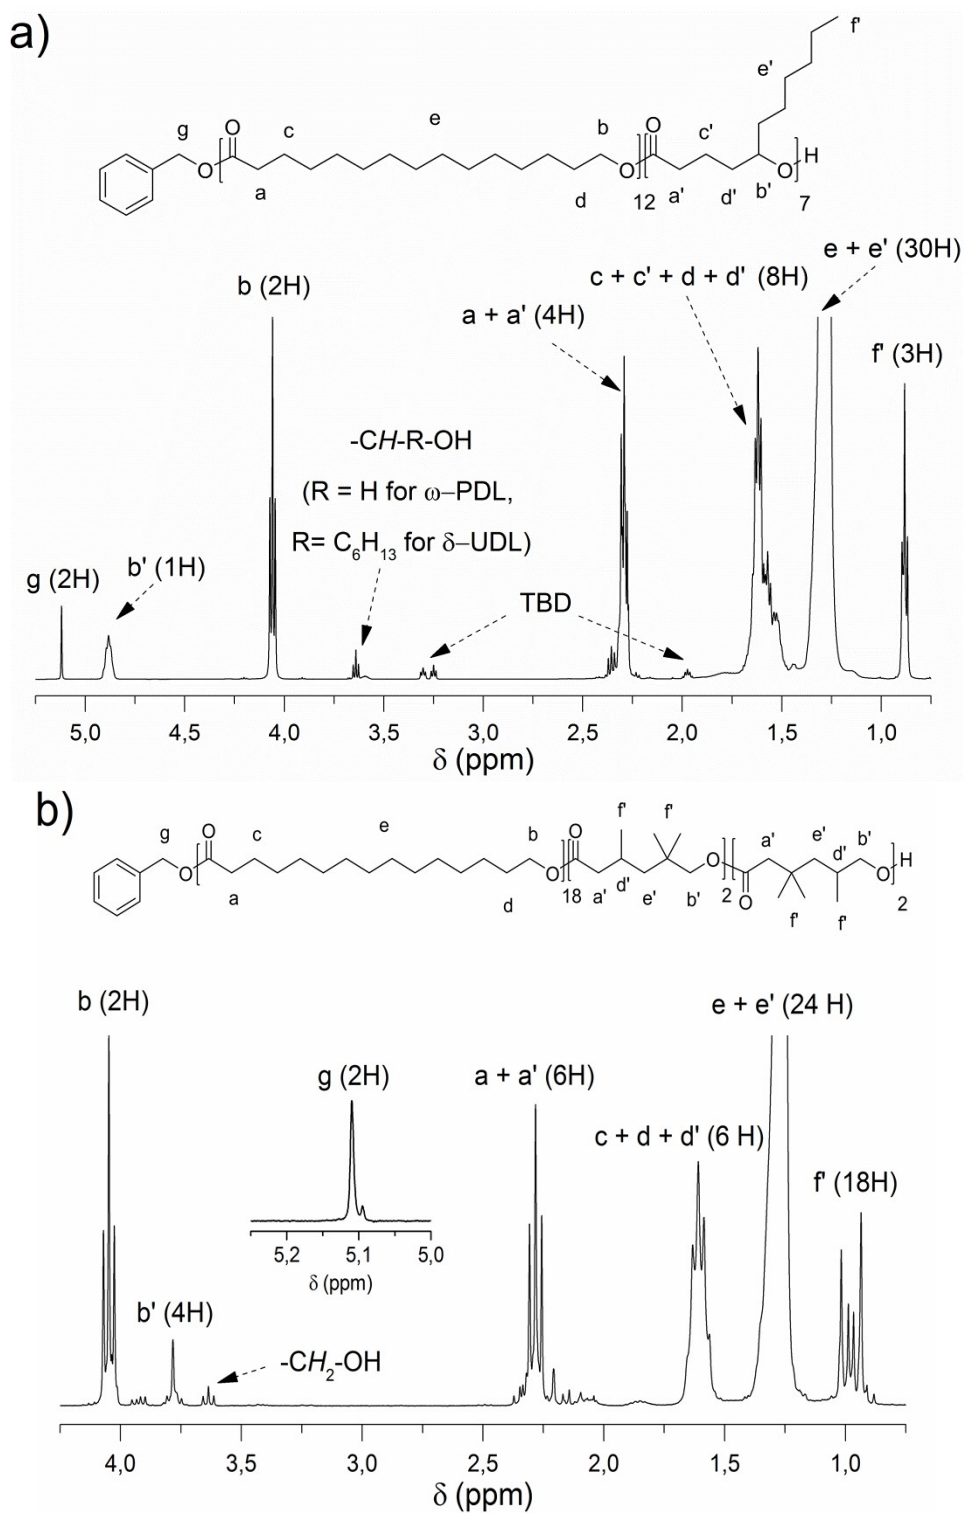 a)
f'
e'
g
O
c
e
b
O
c'
O
a
d
O
12
a'
d'
b'
O
H
7
e + e' (30H)
c + c' + d + d' (8H)
b (2H)
a + a' (4H)
f' (3H)
-CH-R-OH
(R = H for ω–PDL,
R= C6H13 for δ–UDL)
g (2H)
b' (1H)
TBD
5,0
4,5
4,0
3,5
3,0
2,5
2,0
1,5
1,0
δ (ppm)
b)
g
O
c
e
b
O
f'
f'
a'
e'
d'
b'
O
a
d
O
18
a'
d'
e'
b'
O
2
O
f'
f'
O
H
2
b (2H)
e + e' (24 H)
g (2H)
a + a' (6H)
c + d + d' (6 H)
f' (18H)
5,2
5,1
5,0
δ (ppm)
b' (4H)
-CH2-OH
4,0
3,5
3,0
2,5
2,0
1,5
1,0
δ (ppm)